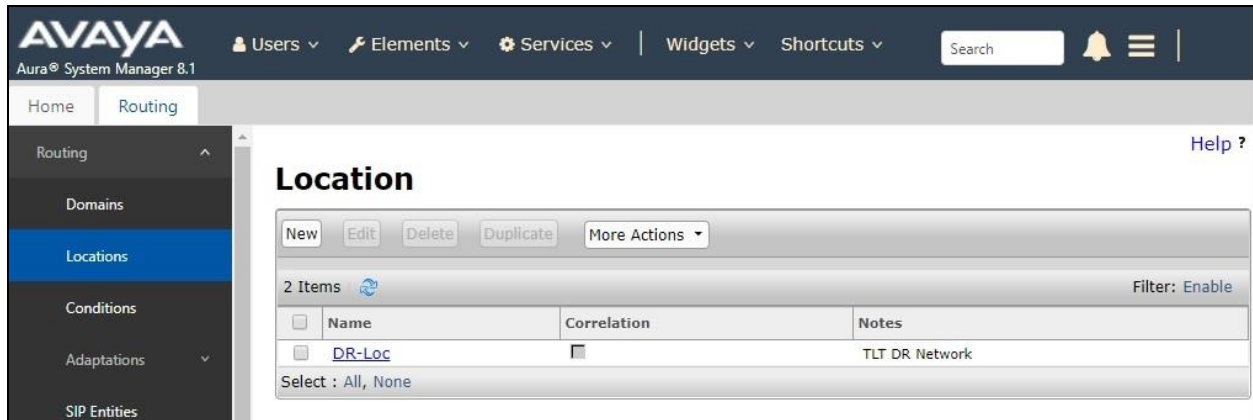 AVAYA
Aura® System Manager 8.1
Users Elements Services | Widgets Shortcuts Search
Home Routing
Help ?
Routing
Location
Domains
New Edit Delete Duplicate More Actions
Locations
2 Items Filter: Enable
Conditions
Name Correlation Notes
DR-Loc TLT DR Network
Adaptations
Select : All, None
SIP Entities